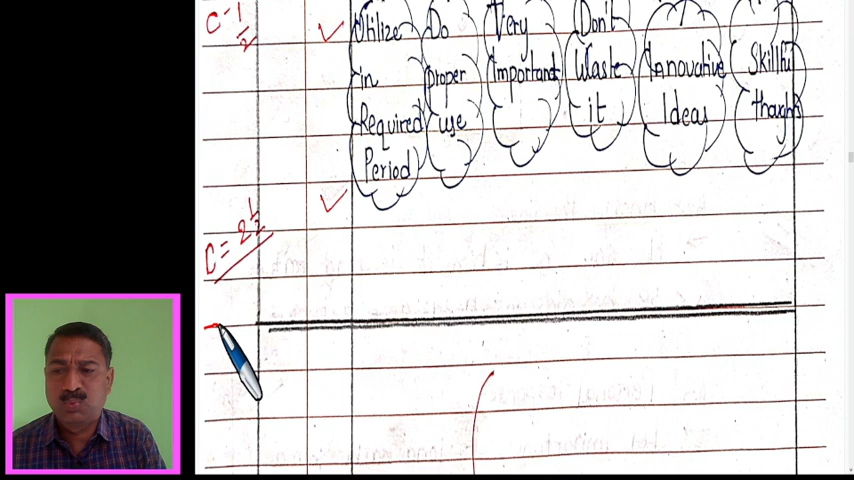 C-1½
Utilize in Required Period
Do proper use
Very Important
Don't Waste it
Innovative Ideas
Skillful thoughts
C = 2½